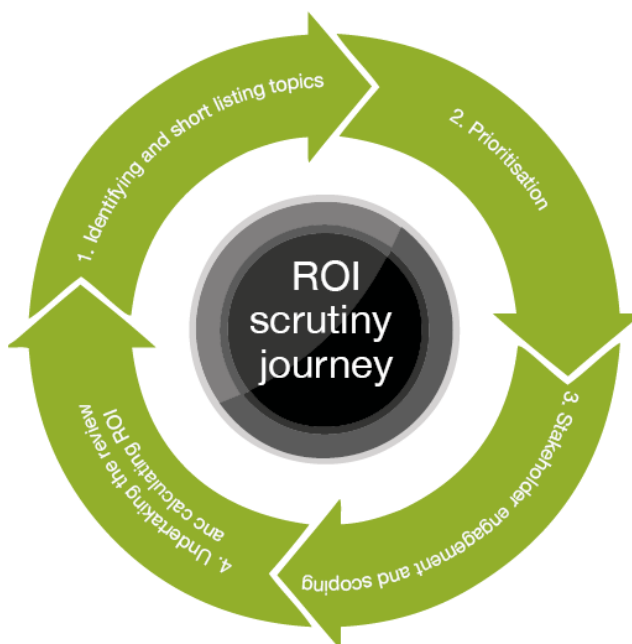 ROI
scrutiny
journey
1. Identifying and short listing topics
2. Prioritisation
3. Stakeholder engagement and scoping
4. Undertaking the review
anc calculating ROI